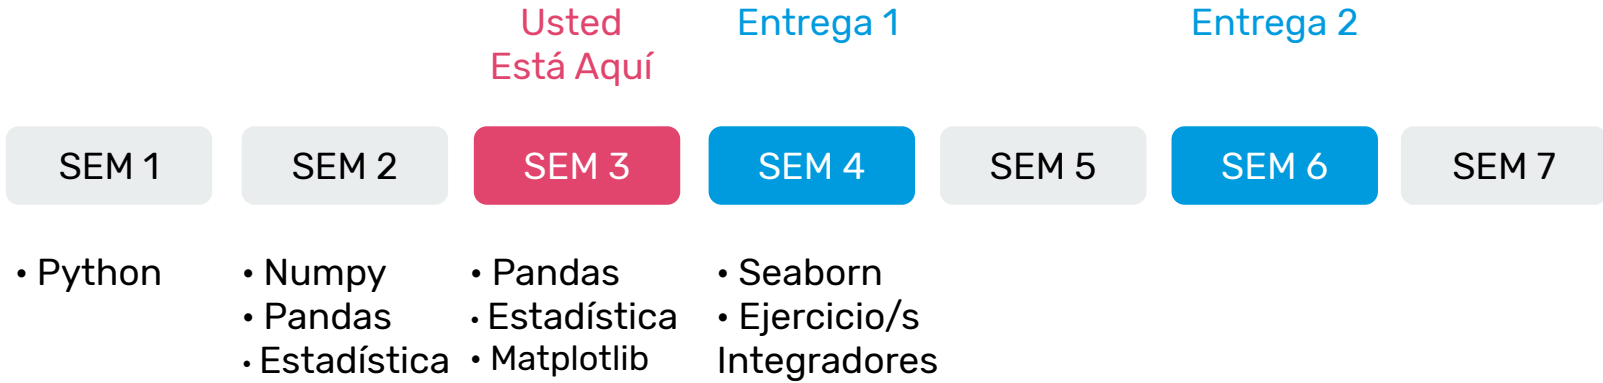 Usted
Está Aquí
Entrega 1
Entrega 2
SEM 1
SEM 2
SEM 3
SEM 4
SEM 5
SEM 6
SEM 7
• Python
• Numpy
• Pandas
• Estadística
• Pandas
• Estadística
• Matplotlib
• Seaborn
• Ejercicio/s
Integradores